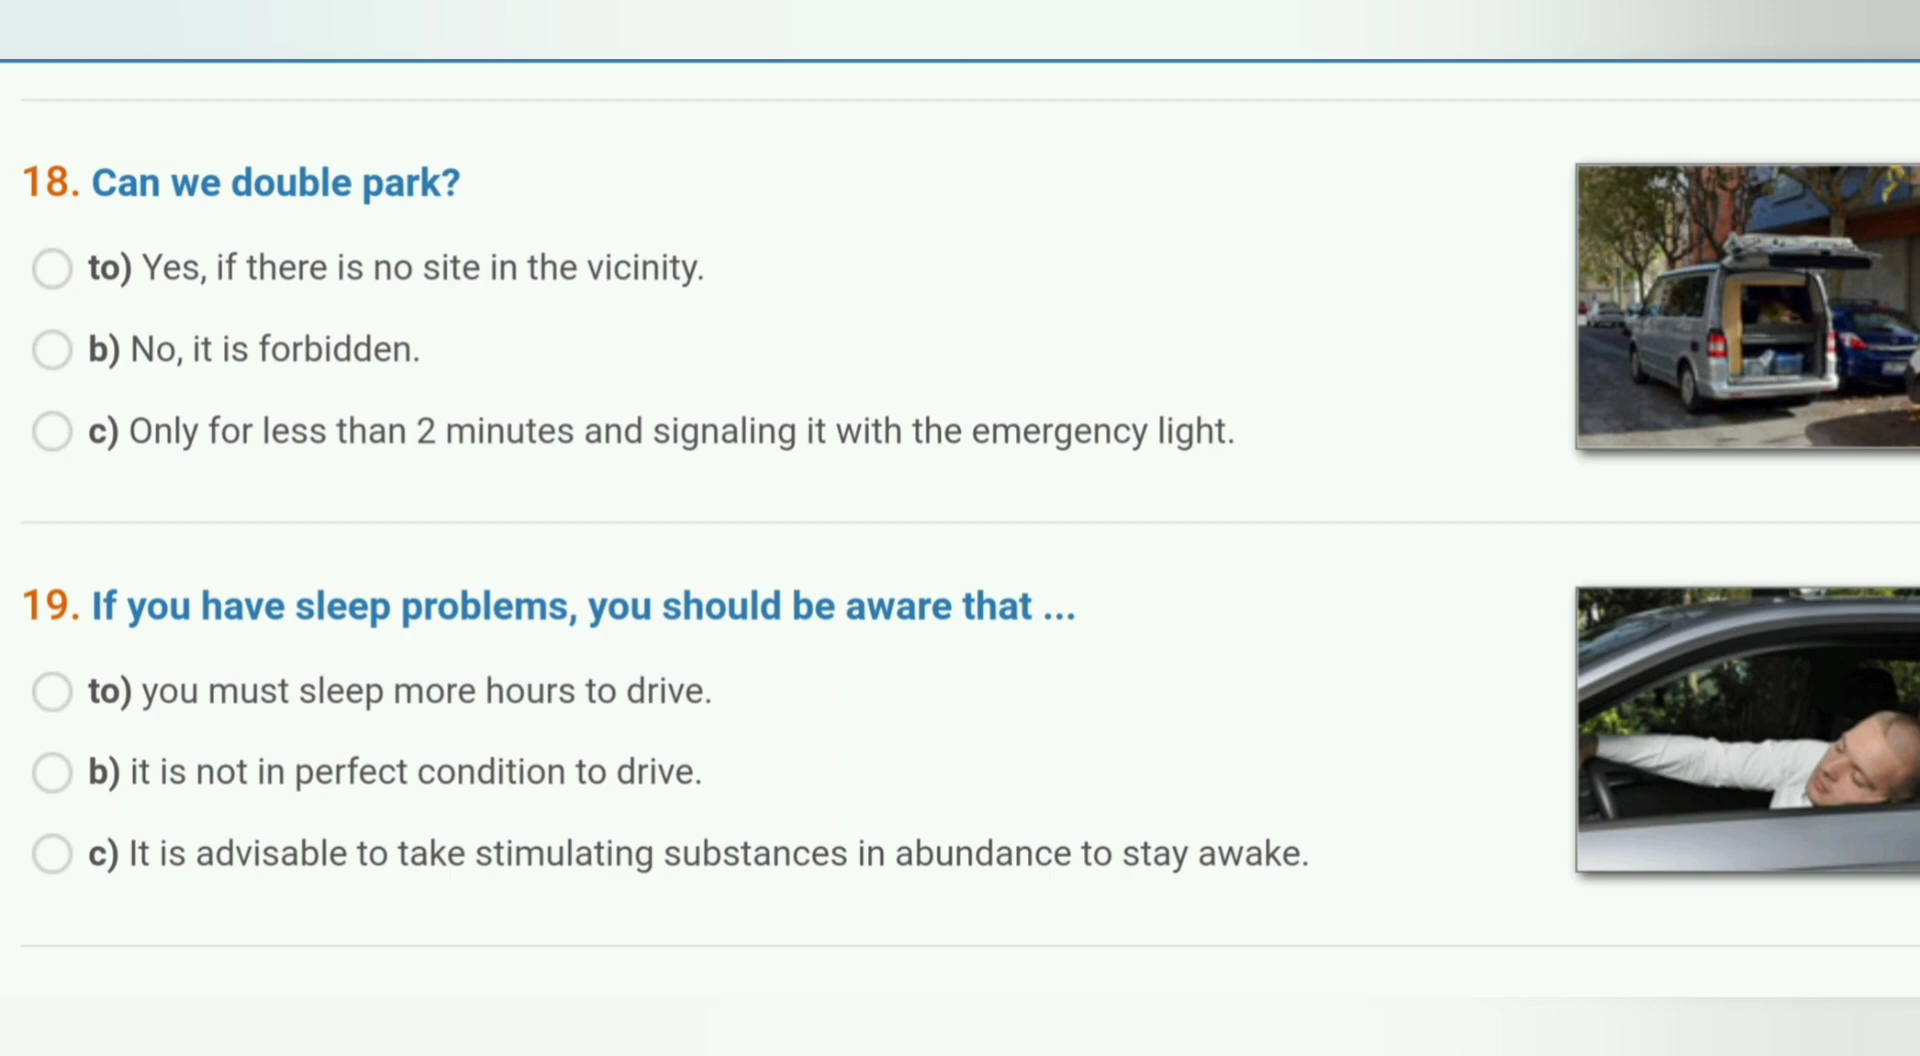 18. Can we double park?
to) Yes, if there is no site in the vicinity.
b) No, it is forbidden.
c) Only for less than 2 minutes and signaling it with the emergency light.
19. If you have sleep problems, you should be aware that ...
to) you must sleep more hours to drive.
b) it is not in perfect condition to drive.
c) It is advisable to take stimulating substances in abundance to stay awake.